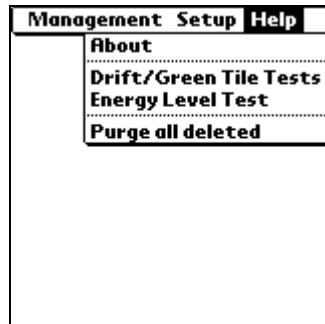 Management Setup Help
About
Drift/Green Tile Tests
Energy Level Test
Purge all deleted